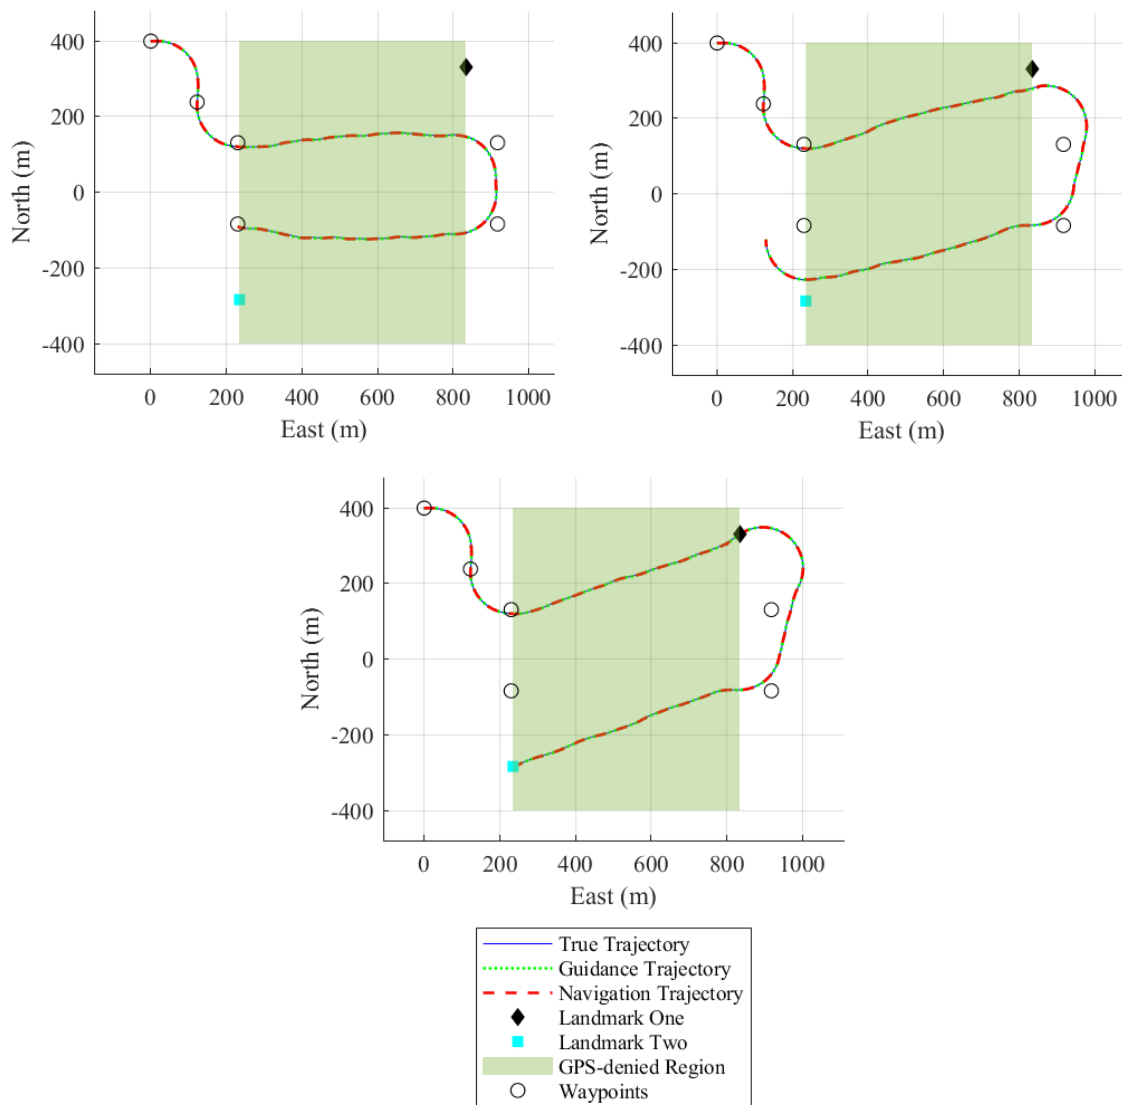 400
200
0
-200
-400
North (m)
0 200 400 600 800 1000
East (m)
400
200
0
-200
-400
North (m)
0 200 400 600 800 1000
East (m)
400
200
0
-200
-400
North (m)
0 200 400 600 800 1000
East (m)
True Trajectory
Guidance Trajectory
Navigation Trajectory
Landmark One
Landmark Two
GPS-denied Region
Waypoints